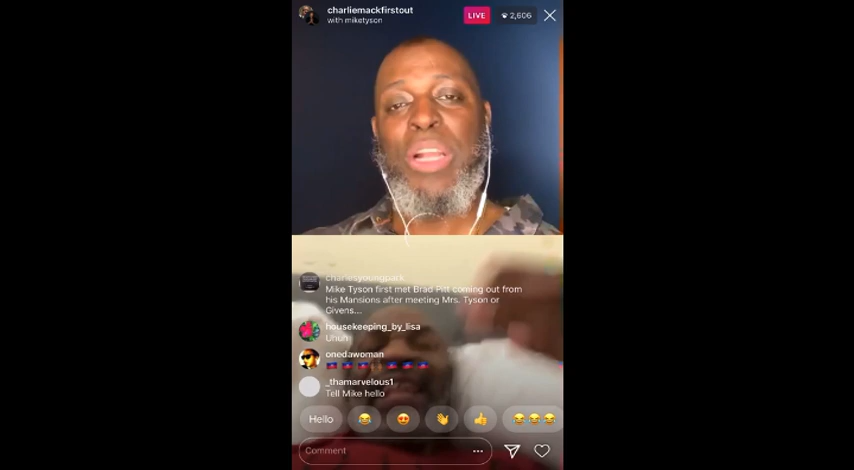 charliemackfirstout
with miketyson
LIVE
2,606
charlesyoungpark
Mike Tyson first met Brad Pitt coming out from
his Mansions after meeting Mrs. Tyson or
Givens...
housekeeping_by_lisa
Uhuh
onedawoman
_thamarvelous1
Tell Mike hello
Hello
Comment